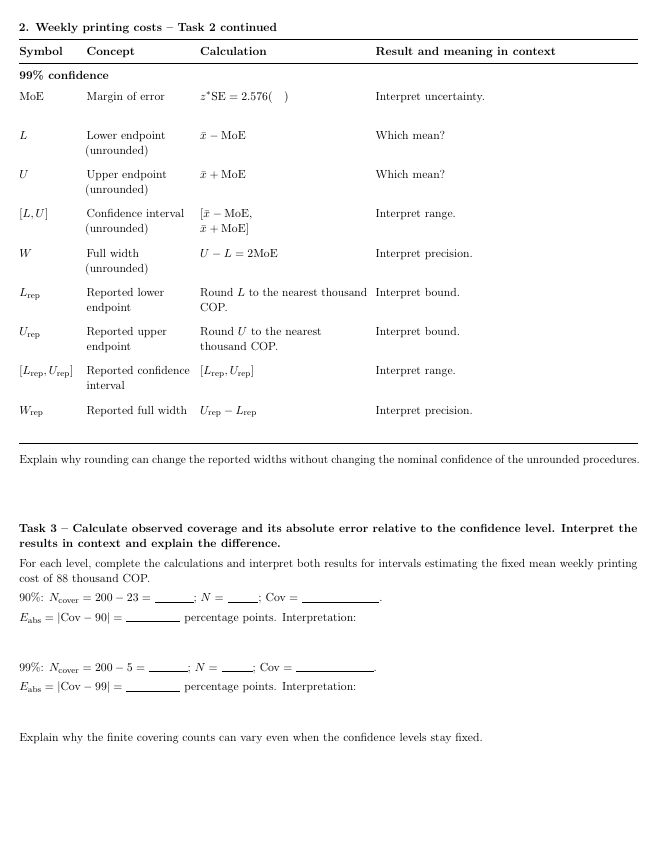 2. Weekly printing costs – Task 2 continued
Symbol Concept Calculation Result and meaning in context
99% confidence
MoE Margin of error z*SE = 2.576( ) Interpret uncertainty.
L Lower endpoint x̄ − MoE Which mean?
(unrounded)
U Upper endpoint x̄ + MoE Which mean?
(unrounded)
[L, U] Confidence interval [x̄ − MoE, Interpret range.
(unrounded) x̄ + MoE]
W Full width U − L = 2MoE Interpret precision.
(unrounded)
L_rep Reported lower Round L to the nearest thousand Interpret bound.
endpoint COP.
U_rep Reported upper Round U to the nearest Interpret bound.
endpoint thousand COP.
[L_rep, U_rep] Reported confidence [L_rep, U_rep] Interpret range.
interval
W_rep Reported full width U_rep − L_rep Interpret precision.
Explain why rounding can change the reported widths without changing the nominal confidence of the unrounded procedures.
Task 3 – Calculate observed coverage and its absolute error relative to the confidence level. Interpret the
results in context and explain the difference.
For each level, complete the calculations and interpret both results for intervals estimating the fixed mean weekly printing
cost of 88 thousand COP.
90%: N_cover = 200 − 23 = ______; N = _____; Cov = ____________.
E_abs = |Cov − 90| = ________ percentage points. Interpretation:
99%: N_cover = 200 − 5 = ______; N = _____; Cov = ____________.
E_abs = |Cov − 99| = ________ percentage points. Interpretation:
Explain why the finite covering counts can vary even when the confidence levels stay fixed.